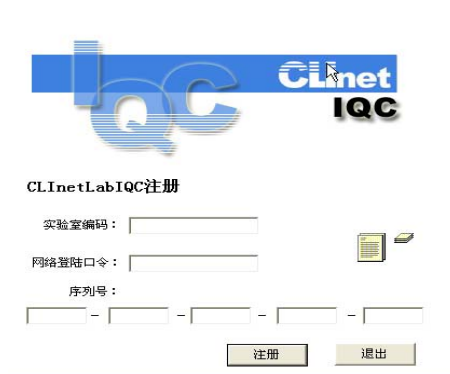 IQC
CLInet
IQC
CLInetLabIQC注册
实验室编码：
网络登陆口令：
序列号：
- - - -
注册 退出